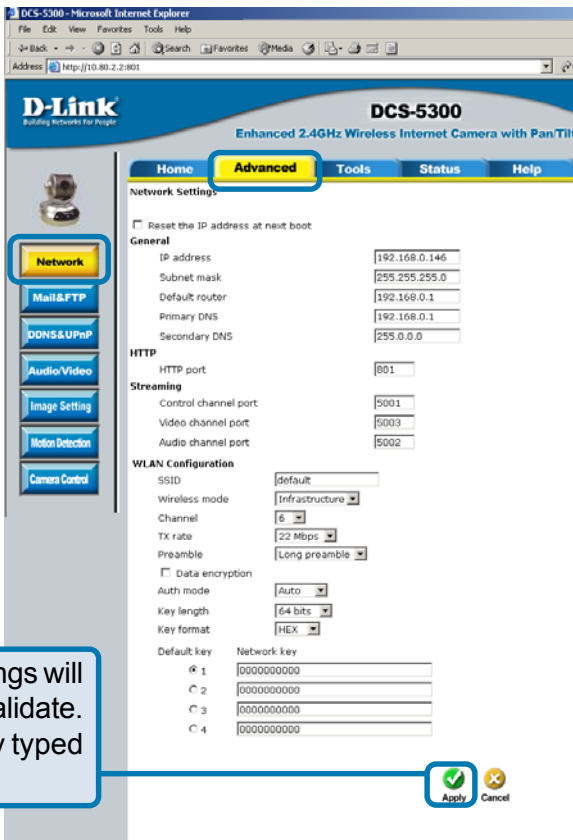 DCS-5300 - Microsoft Internet Explorer
File Edit View Favorites Tools Help
Back Search Favorites Media
Address http://10.80.2.2:801
D-Link
Building Networks for People
DCS-5300
Enhanced 2.4GHz Wireless Internet Camera with Pan/Tilt
Home Advanced Tools Status Help
Network
Mail&FTP
DDNS&UPnP
Audio/Video
Image Setting
Motion Detection
Camera Control
Network Settings
Reset the IP address at next boot
General
IP address 192.168.0.146
Subnet mask 255.255.255.0
Default router 192.168.0.1
Primary DNS 192.168.0.1
Secondary DNS 255.0.0.0
HTTP
HTTP port 801
Streaming
Control channel port 5001
Video channel port 5003
Audio channel port 5002
WLAN Configuration
SSID default
Wireless mode Infrastructure
Channel 6
TX rate 22 Mbps
Preamble Long preamble
Data encryption
Auth mode Auto
Key length 64 bits
Key format HEX
Default key Network key
1 0000000000
2 0000000000
3 0000000000
4 0000000000
ngs will
alidate.
y typed
Apply Cancel